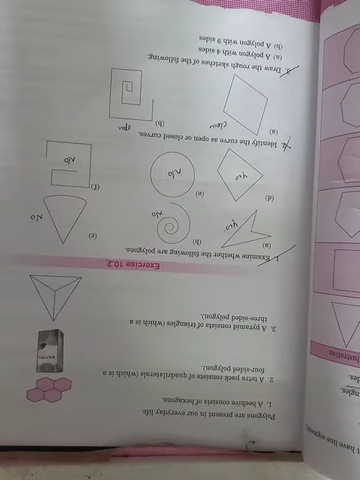 Polygons are present in our everyday life.
1. A beehive consists of hexagons.
2. A tetra pack consists of quadrilaterals (which is a
four-sided polygon).
3. A pyramid consists of triangles (which is a
three-sided polygon).
Exercise 10.2
1. Examine whether the following are polygons.
(a) yes
(b) No
(c) No
(d) yes
(e) No
(f) No
2. Identify the curve as open or closed curves.
(a) close
(b) open
3. Draw the rough sketches of the following.
(a) A polygon with 4 sides
(b) A polygon with 9 sides
t have line segment,
ngles
des